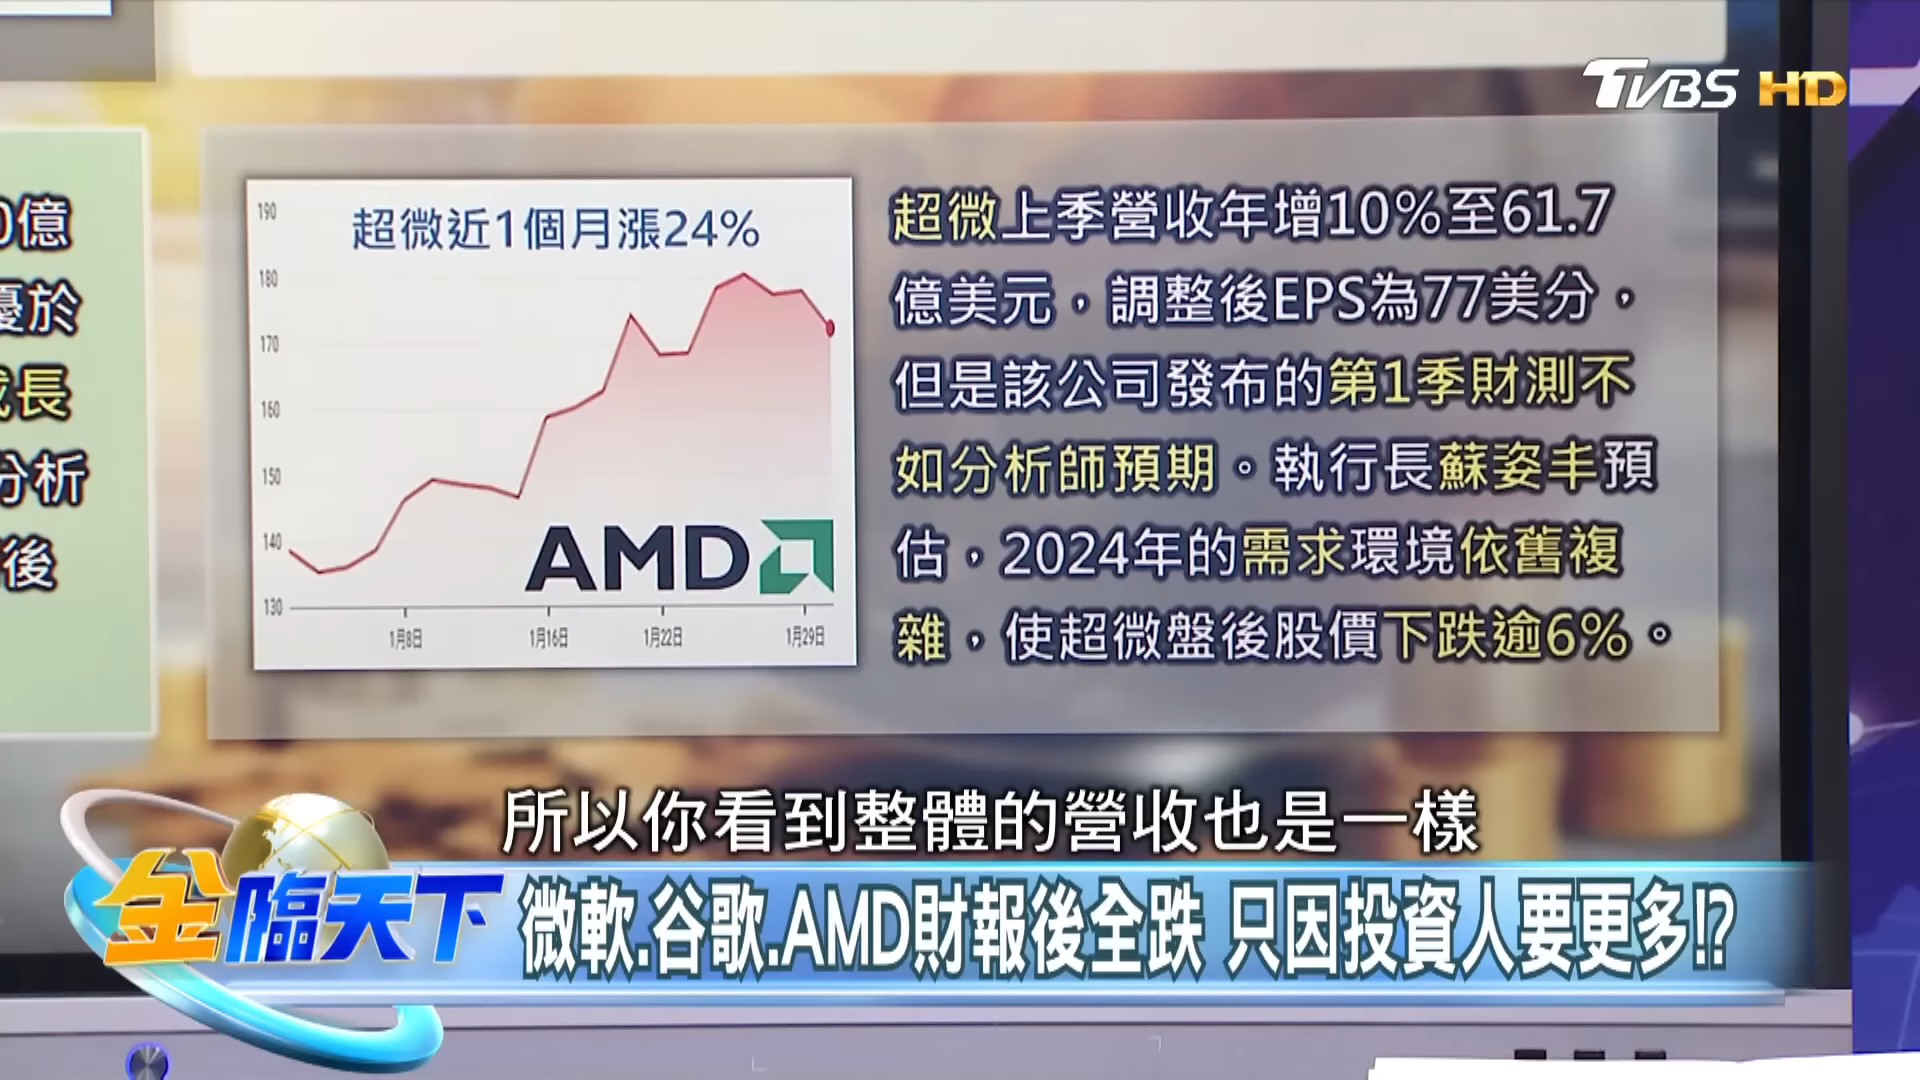 TVBS HD
0億
優於
成長
分析
後
超微近1個月漲24%
190
180
170
160
150
140
130
1月8日
1月16日
1月22日
1月29日
AMD
超微上季營收年增10%至61.7
億美元，調整後EPS為77美分，
但是該公司發布的第1季財測不
如分析師預期。執行長蘇姿丰預
估，2024年的需求環境依舊複
雜，使超微盤後股價下跌逾6%。
所以你看到整體的營收也是一樣
金臨天下
微軟.谷歌.AMD財報後全跌 只因投資人要更多!?